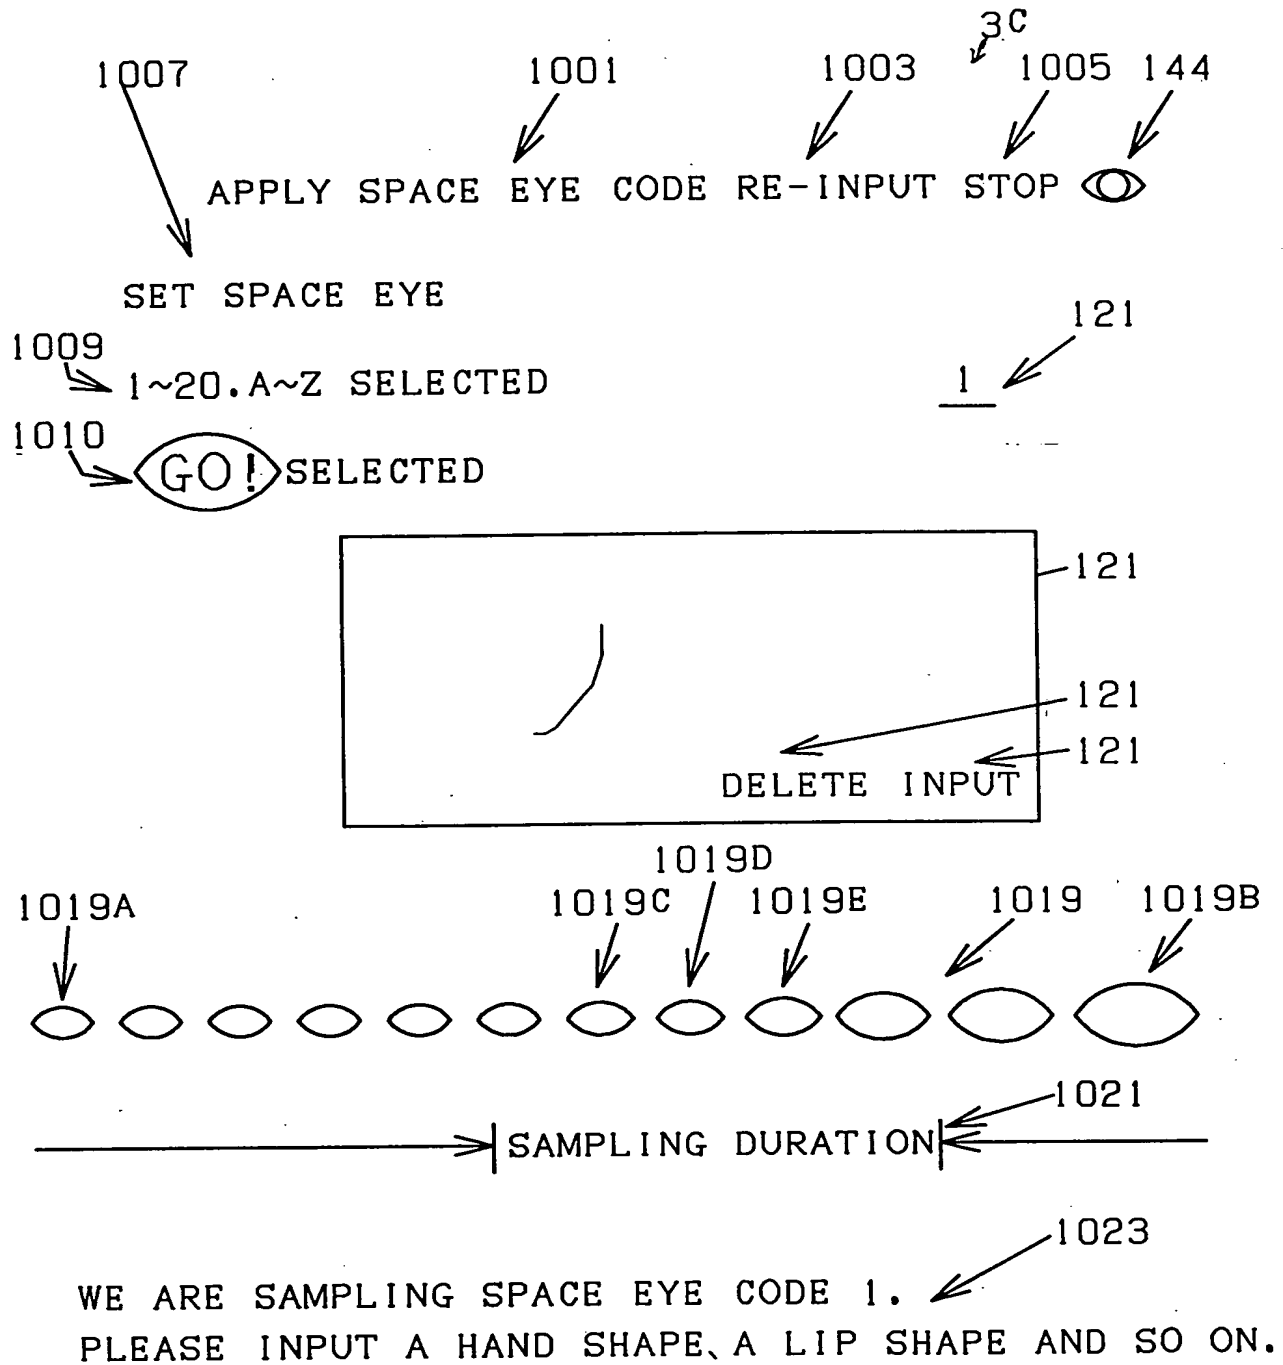 3C
1007 1001 1003 1005 144
APPLY SPACE EYE CODE RE-INPUT STOP
SET SPACE EYE
121
1009
1~20.A~Z SELECTED
1
1010
GO! SELECTED
121
121
121
DELETE INPUT
1019D
1019A 1019C 1019E 1019 1019B
1021
SAMPLING DURATION
1023
WE ARE SAMPLING SPACE EYE CODE 1.
PLEASE INPUT A HAND SHAPE、A LIP SHAPE AND SO ON.